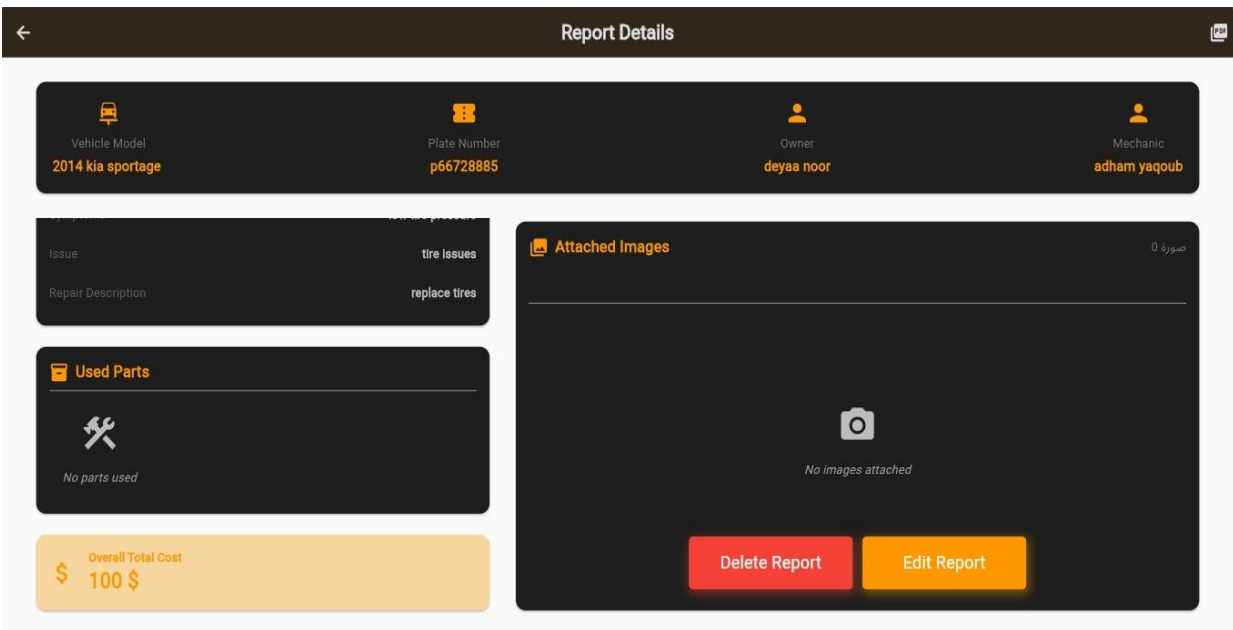 Report Details
PDF
Vehicle Model
2014 kia sportage
Plate Number
p66728885
Owner
deyaa noor
Mechanic
adham yaqoub
Issue
tire issues
Repair Description
replace tires
Used Parts
No parts used
$
Overall Total Cost
100 $
Attached Images
صورة 0
No images attached
Delete Report
Edit Report